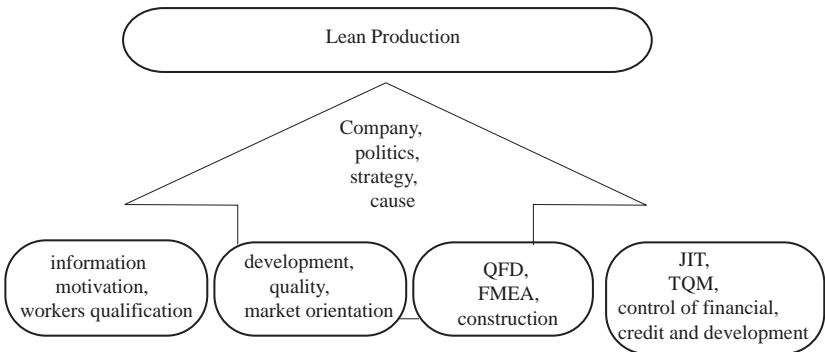 Lean Production
Company,
politics,
strategy,
cause
information
motivation,
workers qualification
development,
quality,
market orientation
QFD,
FMEA,
construction
JIT,
TQM,
control of financial,
credit and development